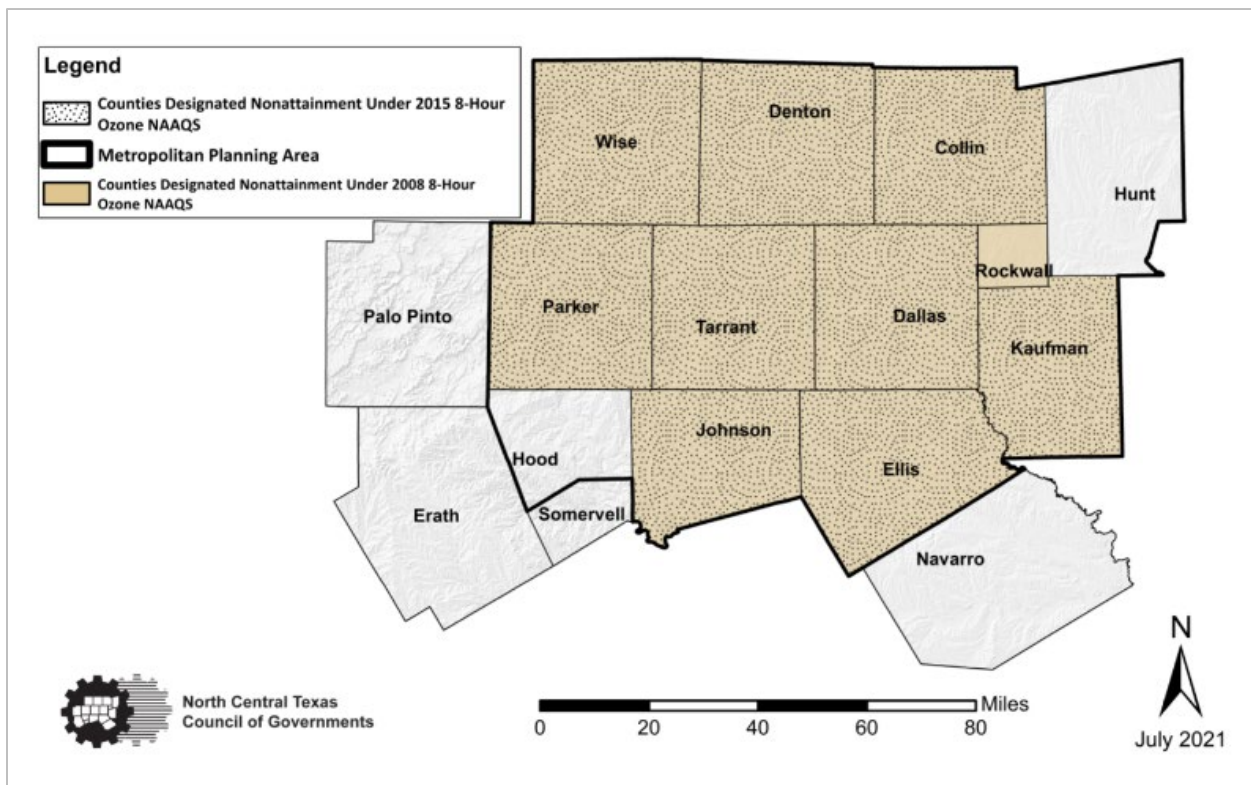 Legend
Counties Designated Nonattainment Under 2015 8-Hour
Ozone NAAQS
Metropolitan Planning Area
Counties Designated Nonattainment Under 2008 8-Hour
Ozone NAAQS
Wise
Denton
Collin
Hunt
Palo Pinto
Parker
Tarrant
Dallas
Rockwall
Kaufman
Hood
Johnson
Ellis
Erath
Somervell
Navarro
North Central Texas
Council of Governments
Miles
0 20 40 60 80
N
July 2021